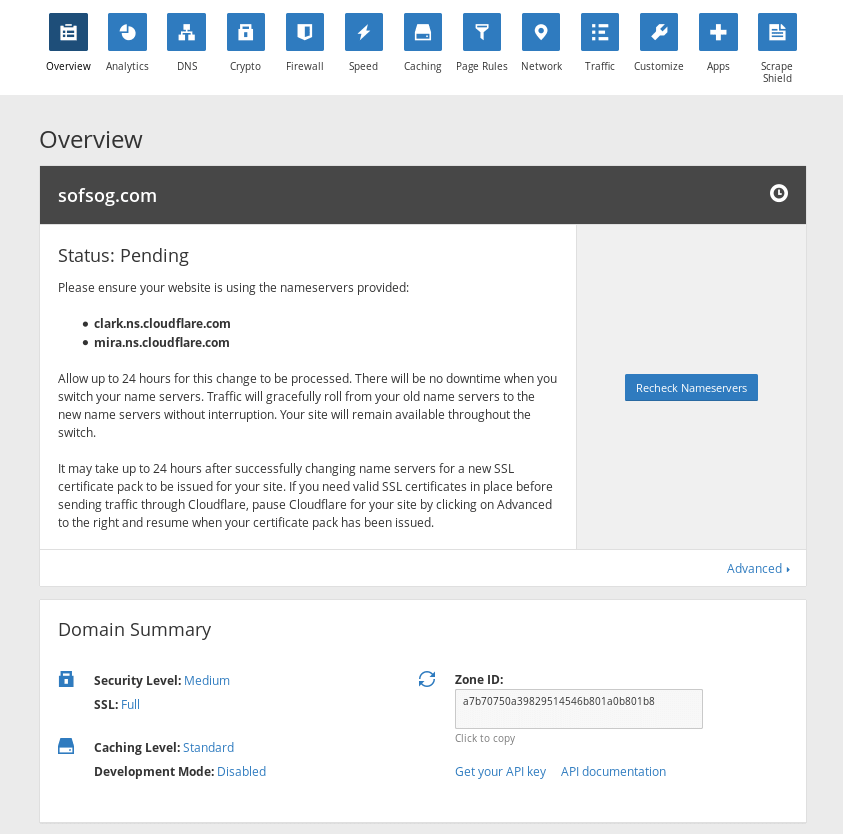 Overview
Analytics
DNS
Crypto
Firewall
Speed
Caching
Page Rules
Network
Traffic
Customize
Apps
Scrape
Shield
Overview
sofsog.com
Status: Pending
Please ensure your website is using the nameservers provided:
• clark.ns.cloudflare.com
• mira.ns.cloudflare.com
Allow up to 24 hours for this change to be processed. There will be no downtime when you
switch your name servers. Traffic will gracefully roll from your old name servers to the
new name servers without interruption. Your site will remain available throughout the
switch.
It may take up to 24 hours after successfully changing name servers for a new SSL
certificate pack to be issued for your site. If you need valid SSL certificates in place before
sending traffic through Cloudflare, pause Cloudflare for your site by clicking on Advanced
to the right and resume when your certificate pack has been issued.
Recheck Nameservers
Advanced
Domain Summary
Security Level: Medium
SSL: Full
Caching Level: Standard
Development Mode: Disabled
Zone ID:
a7b70750a39829514546b801a0b801b8
Click to copy
Get your API key API documentation